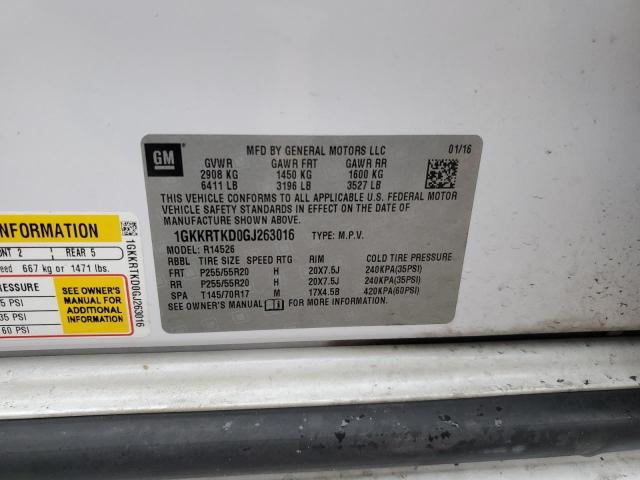 GM
MFD BY GENERAL MOTORS LLC 01/16
GVWR GAWR FRT GAWR RR
2908 KG 1450 KG 1600 KG
6411 LB 3196 LB 3527 LB
THIS VEHICLE CONFORMS TO ALL APPLICABLE U.S. FEDERAL MOTOR
VEHICLE SAFETY STANDARDS IN EFFECT ON THE DATE OF
MANUFACTURE SHOWN ABOVE.
1GKKRTKD0GJ263016 TYPE: M.P.V.
MODEL: R14526
RBBL TIRE SIZE SPEED RTG RIM COLD TIRE PRESSURE
FRT P255/55R20 H 20X7.5J 240KPA(35PSI)
RR P255/55R20 H 20X7.5J 240KPA(35PSI)
SPA T145/70R17 M 17X4.5B 420KPA(60PSI)
SEE OWNER'S MANUAL FOR MORE INFORMATION.
INFORMATION
2 REAR 5
667 kg or 1471 lbs.
PRESSURE
5 PSI
35 PSI
60 PSI
SEE OWNER'S
MANUAL FOR
ADDITIONAL
INFORMATION
1GKKRTKD0GJ263016